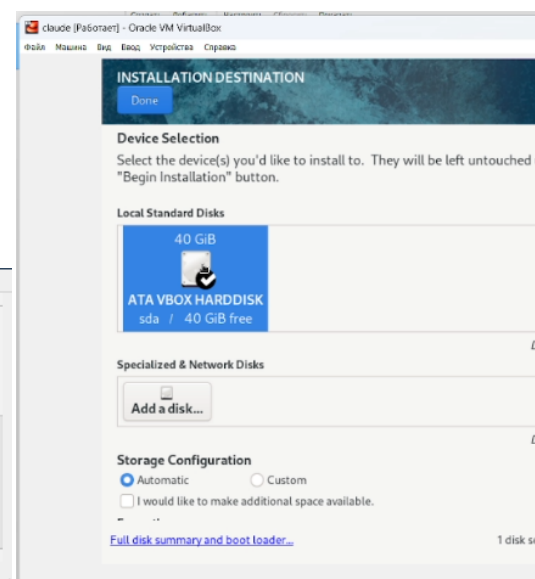 claude [Работает] - Oracle VM VirtualBox
Файл Машина Вид Ввод Устройства Справка
INSTALLATION DESTINATION
Done
Device Selection
Select the device(s) you'd like to install to. They will be left untouched
"Begin Installation" button.
Local Standard Disks
40 GiB
ATA VBOX HARDDISK
sda / 40 GiB free
Specialized & Network Disks
Add a disk...
Storage Configuration
Automatic Custom
I would like to make additional space available.
Full disk summary and boot loader... 1 disk